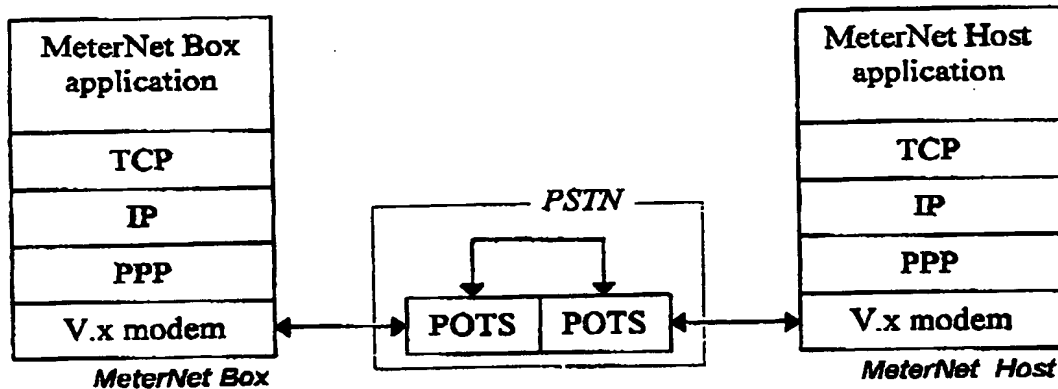 MeterNet Box
application
TCP
IP
PPP
V.x modem
MeterNet Box
PSTN
POTS POTS
MeterNet Host
application
TCP
IP
PPP
V.x modem
MeterNet Host